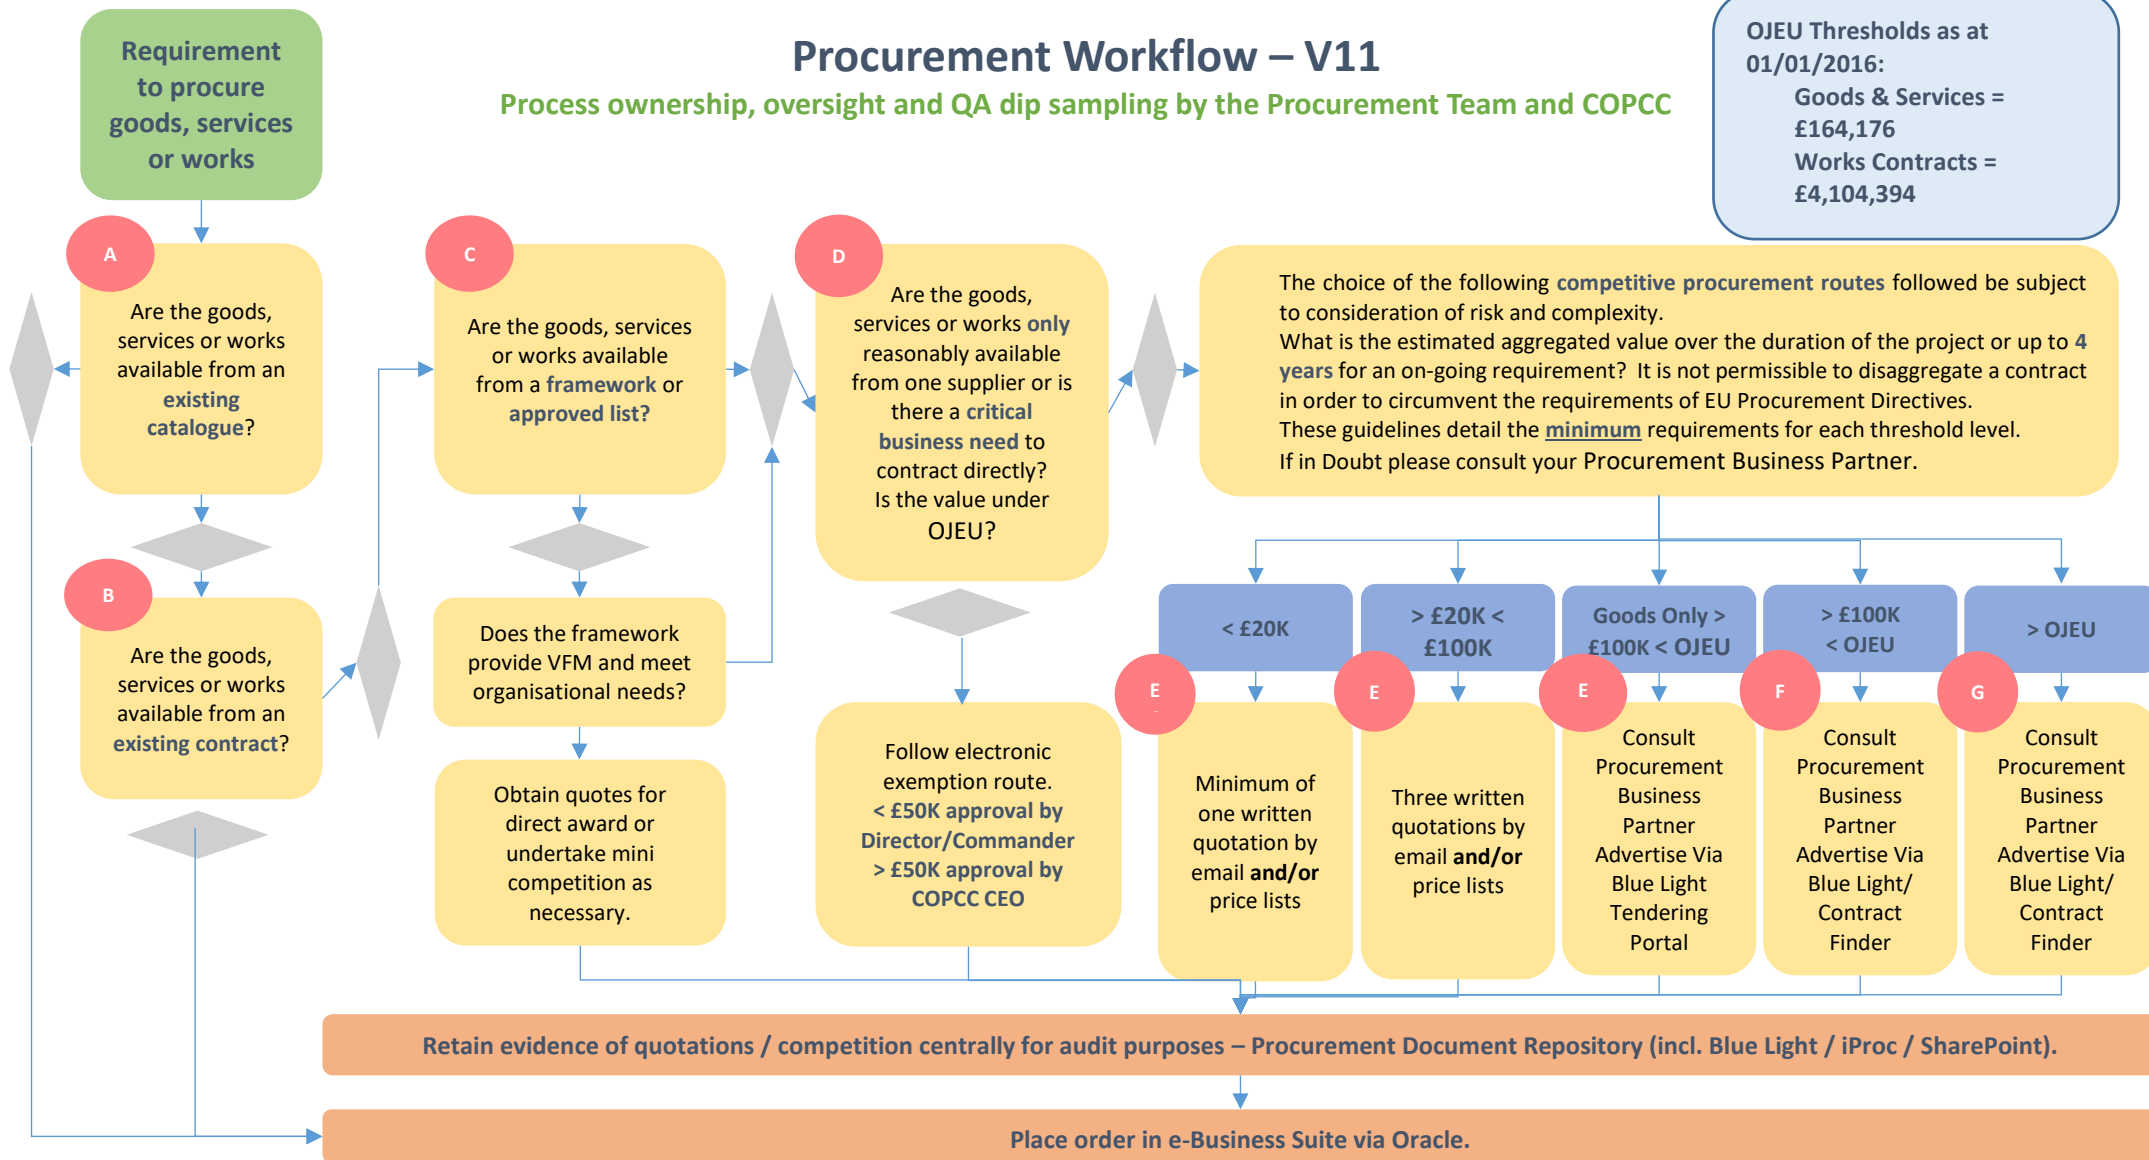 Requirement
to procure
goods, services
or works
Procurement Workflow – V11
Process ownership, oversight and QA dip sampling by the Procurement Team and COPCC
OJEU Thresholds as at
01/01/2016:
Goods & Services =
£164,176
Works Contracts =
£4,104,394
A
Are the goods,
services or works
available from an
existing
catalogue?
B
Are the goods,
services or works
available from an
existing contract?
C
Are the goods, services
or works available
from a framework or
approved list?
Does the framework
provide VFM and meet
organisational needs?
Obtain quotes for
direct award or
undertake mini
competition as
necessary.
D
Are the goods,
services or works only
reasonably available
from one supplier or is
there a critical
business need to
contract directly?
Is the value under
OJEU?
Follow electronic
exemption route.
< £50K approval by
Director/Commander
> £50K approval by
COPCC CEO
The choice of the following competitive procurement routes followed be subject
to consideration of risk and complexity.
What is the estimated aggregated value over the duration of the project or up to 4
years for an on-going requirement? It is not permissible to disaggregate a contract
in order to circumvent the requirements of EU Procurement Directives.
These guidelines detail the minimum requirements for each threshold level.
If in Doubt please consult your Procurement Business Partner.
< £20K
E
Minimum of
one written
quotation by
email and/or
price lists
> £20K <
£100K
E
Three written
quotations by
email and/or
price lists
Goods Only >
£100K < OJEU
E
Consult
Procurement
Business
Partner
Advertise Via
Blue Light
Tendering
Portal
> £100K
< OJEU
F
Consult
Procurement
Business
Partner
Advertise Via
Blue Light/
Contract
Finder
> OJEU
G
Consult
Procurement
Business
Partner
Advertise Via
Blue Light/
Contract
Finder
Retain evidence of quotations / competition centrally for audit purposes – Procurement Document Repository (incl. Blue Light / iProc / SharePoint).
Place order in e-Business Suite via Oracle.